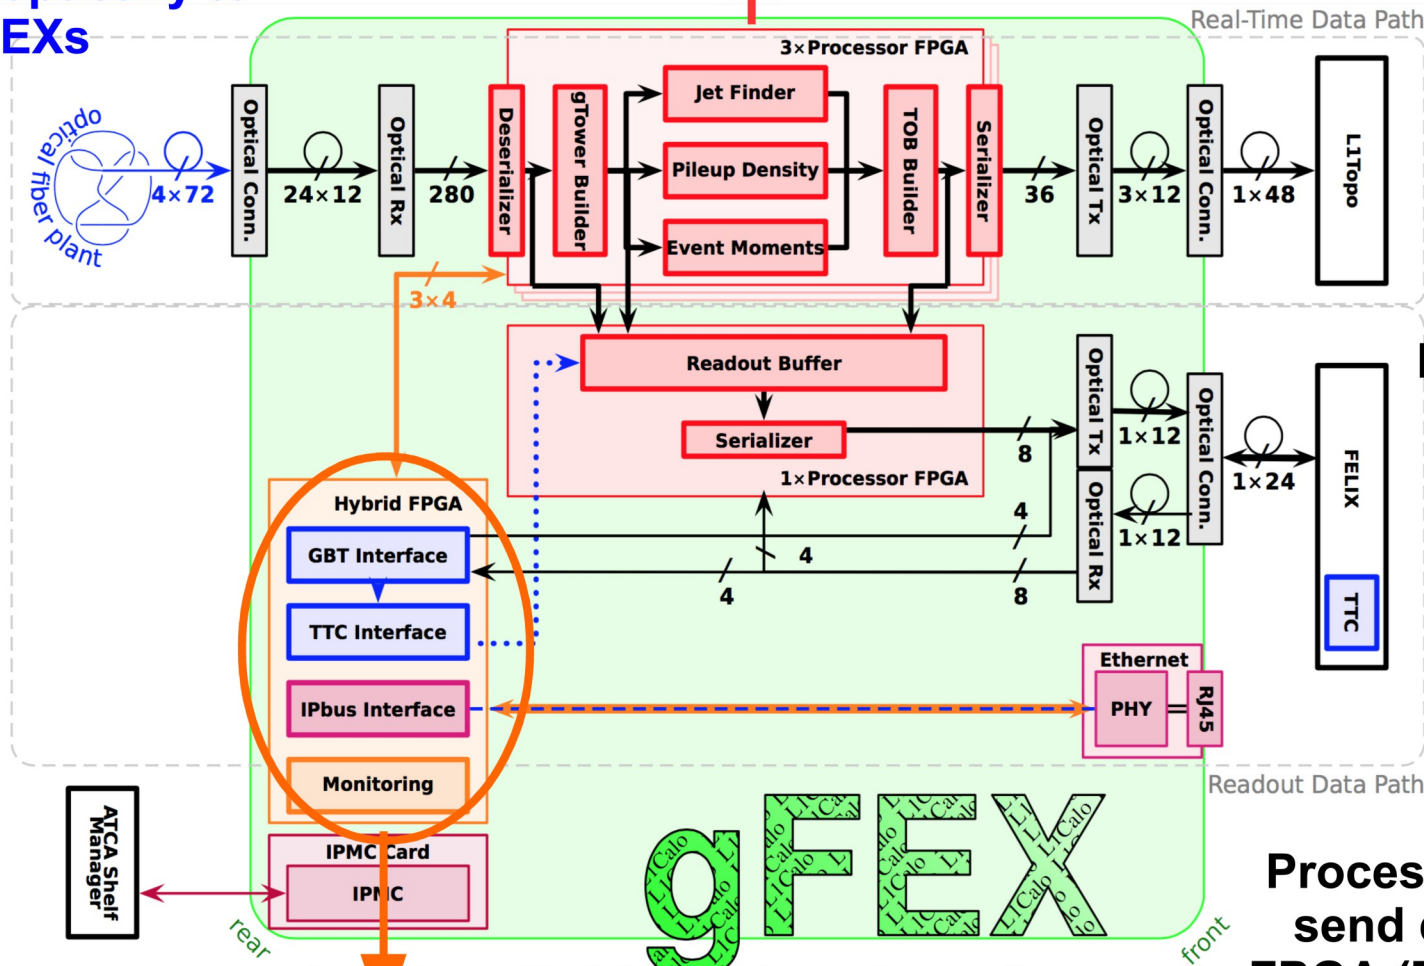 EXs
Real-Time Data Path
3×Processor FPGA
optical fiber plant
4×72
Optical Conn.
24×12
Optical Rx
280
Deserializer
gTower Builder
Jet Finder
Pileup Density
Event Moments
TOB Builder
Serializer
36
Optical Tx
3×12
Optical Conn.
1×48
L1Topo
3×4
Readout Buffer
Serializer
1×Processor FPGA
8
4
4
4
8
Optical Tx
Optical Rx
1×12
1×12
Optical Conn.
1×24
FELIX
TTC
Hybrid FPGA
GBT Interface
TTC Interface
IPbus Interface
Monitoring
Ethernet
PHY
RJ45
Readout Data Path
ATCA Shelf
Manager
IPMC Card
IPMC
rear
front
gFEX
L1Calo
Proces
send